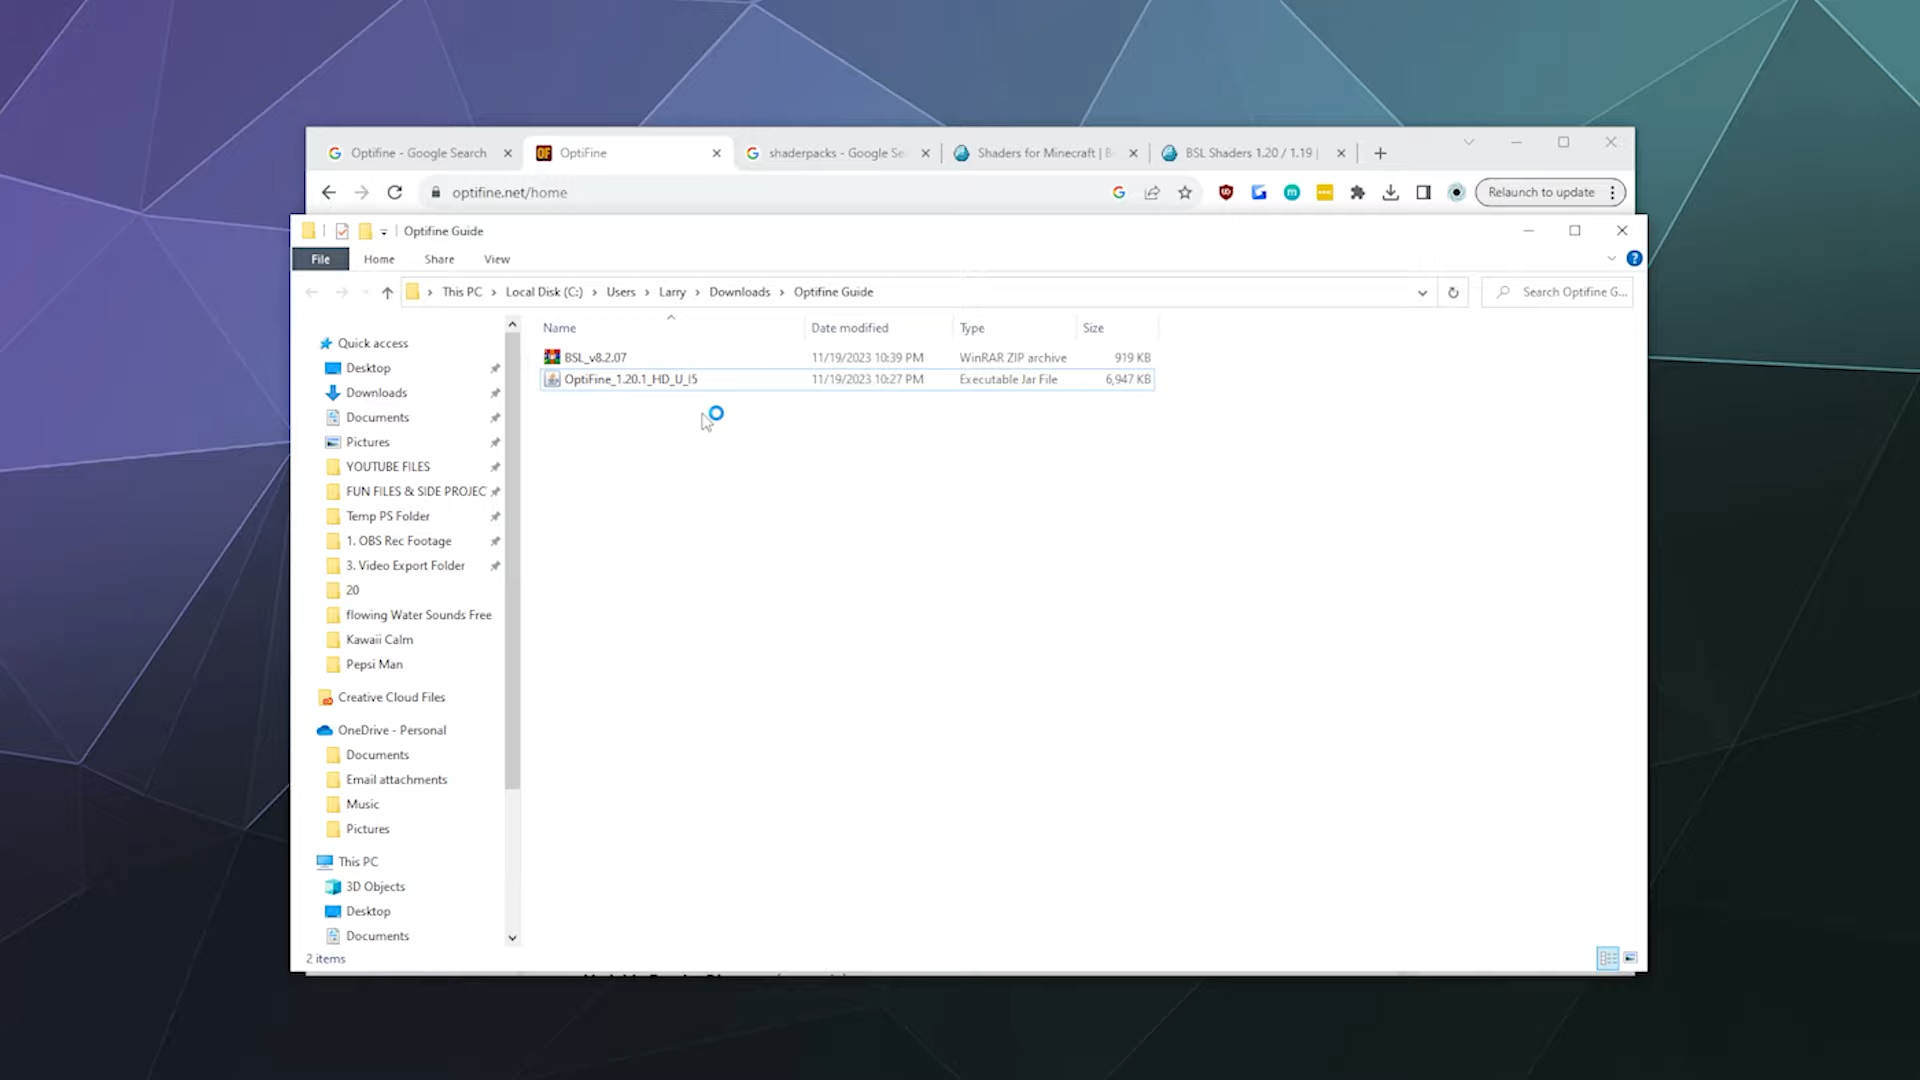 Optifine - Google Search
OptiFine
shaderpacks - Google Se
Shaders for Minecraft | B
BSL Shaders 1.20 / 1.19 |
optifine.net/home
Relaunch to update
Optifine Guide
File Home Share View
This PC > Local Disk (C:) > Users > Larry > Downloads > Optifine Guide
Search Optifine G...
Name Date modified Type Size
BSL_v8.2.07 11/19/2023 10:39 PM WinRAR ZIP archive 919 KB
OptiFine_1.20.1_HD_U_I5 11/19/2023 10:27 PM Executable Jar File 6,947 KB
Quick access
Desktop
Downloads
Documents
Pictures
YOUTUBE FILES
FUN FILES & SIDE PROJEC
Temp PS Folder
1. OBS Rec Footage
3. Video Export Folder
20
flowing Water Sounds Free
Kawaii Calm
Pepsi Man
Creative Cloud Files
OneDrive - Personal
Documents
Email attachments
Music
Pictures
This PC
3D Objects
Desktop
Documents
2 items